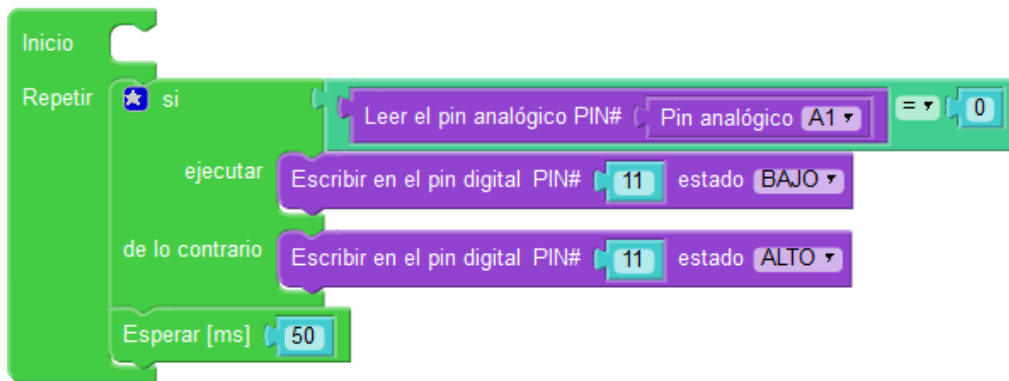 Inicio
Repetir si Leer el pin analógico PIN# Pin analógico A1 = 0
ejecutar Escribir en el pin digital PIN# 11 estado BAJO
de lo contrario Escribir en el pin digital PIN# 11 estado ALTO
Esperar [ms] 50